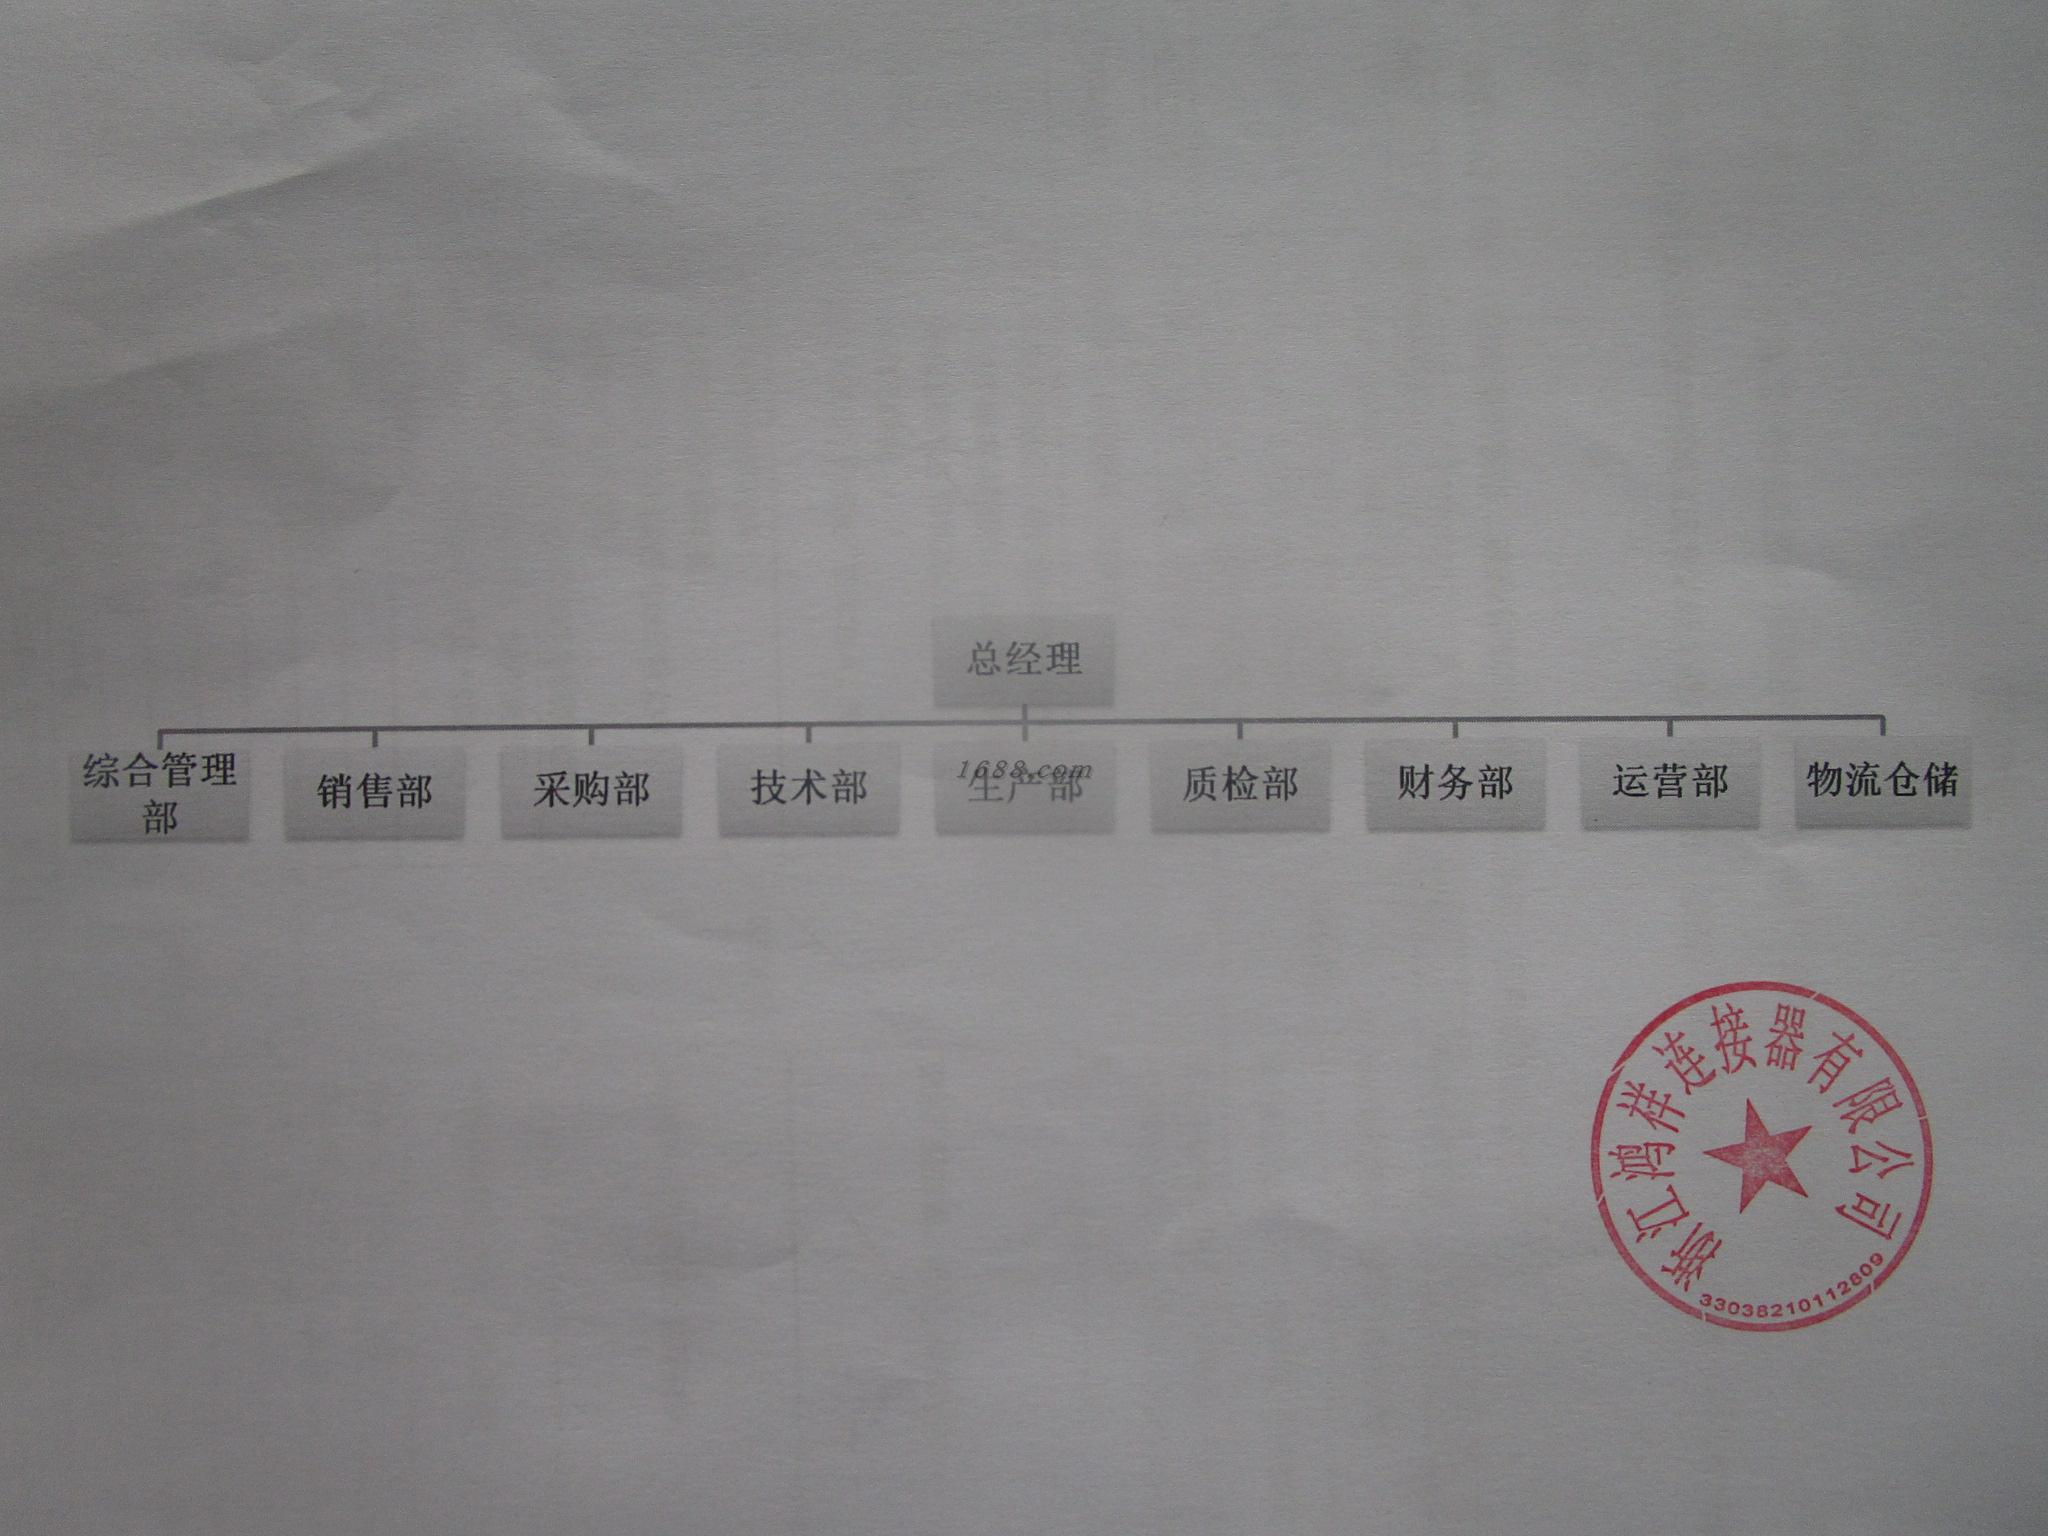 总经理
综合管理
部
销售部
采购部
技术部
生产部
1688.com
质检部
财务部
运营部
物流仓储
浙江鸿祥连接器有限公司
33038210112809